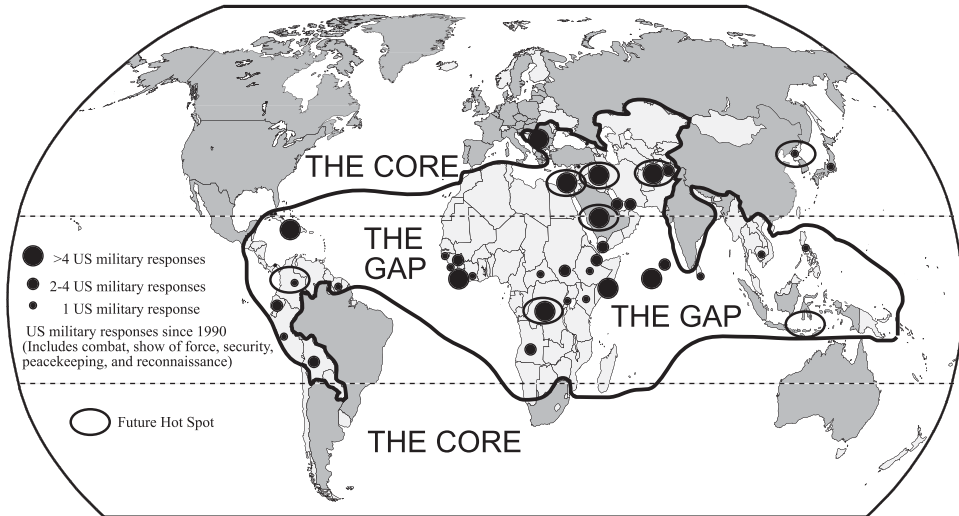 THE CORE
THE
GAP
>4 US military responses
2-4 US military responses
1 US military response
US military responses since 1990
(Includes combat, show of force, security,
peacekeeping, and reconnaissance)
THE GAP
Future Hot Spot
THE CORE